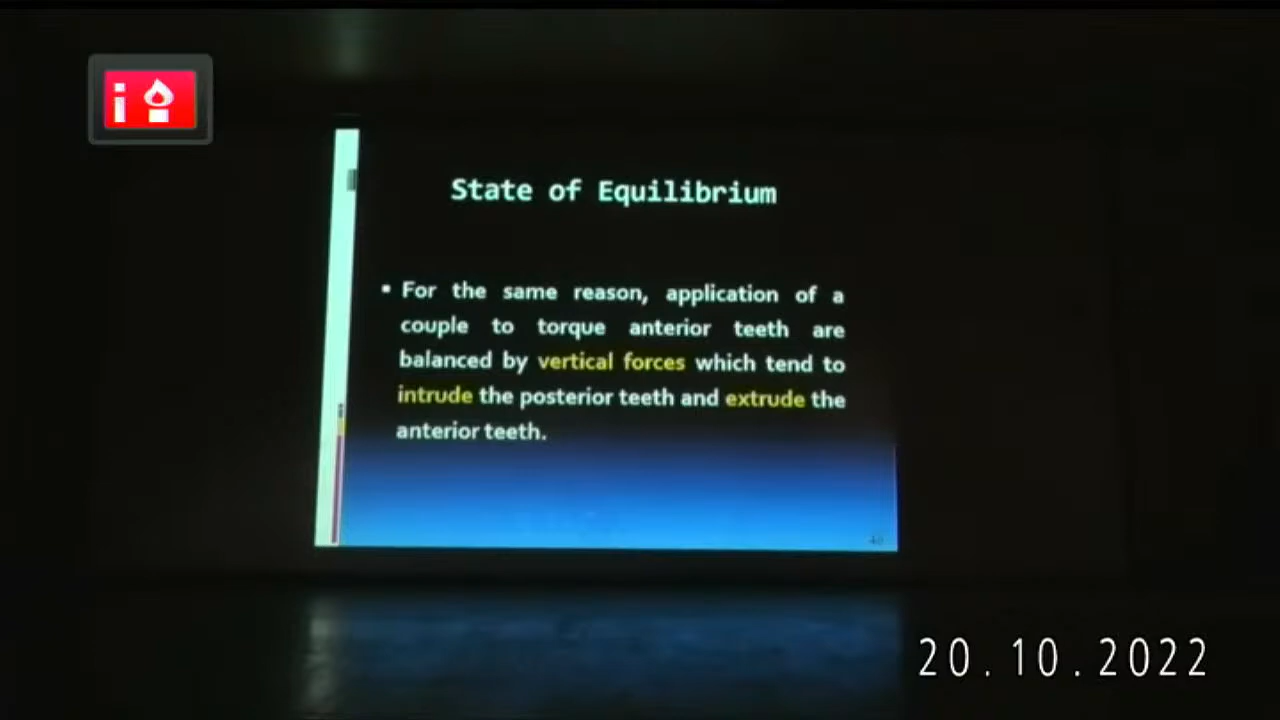 i
State of Equilibrium
▪ For the same reason, application of a
couple to torque anterior teeth are
balanced by vertical forces which tend to
intrude the posterior teeth and extrude the
anterior teeth.
20.10.2022